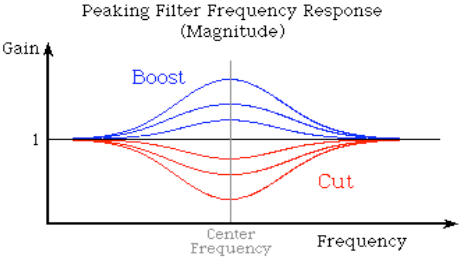 Peaking Filter Frequency Response
(Magnitude)
Gain
Boost
1
Cut
Center
Frequency
Frequency